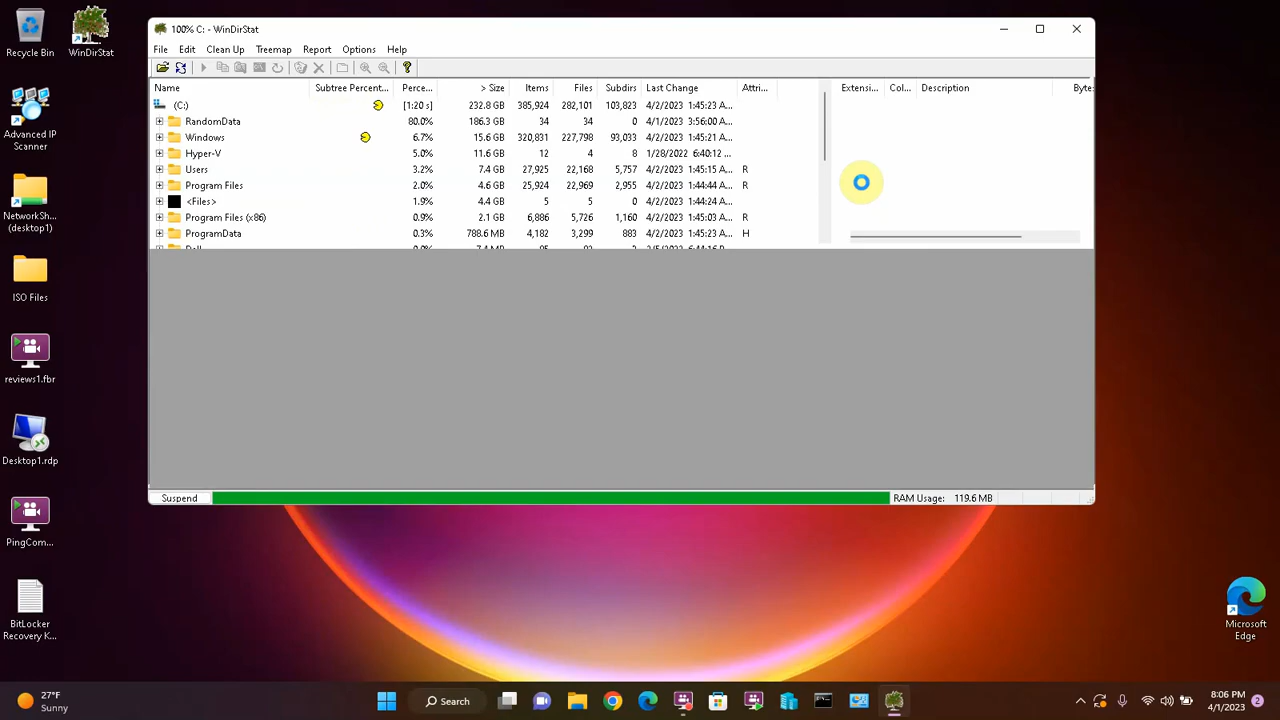 Recycle Bin
WinDirStat
Advanced IP
Scanner
NetworkSh...
(desktop1)
ISO Files
reviews1.fbr
Desktop1.rdp
PingCom...
BitLocker
Recovery K...
100% C: - WinDirStat
File Edit Clean Up Treemap Report Options Help
Name Subtree Percent... Perce... > Size Items Files Subdirs Last Change Attri... Extensi... Col... Description Byte
(C:) [1:20 s] 232.8 GB 385,924 282,101 103,823 4/2/2023 1:45:23 A...
RandomData 80.0% 186.3 GB 34 34 0 4/1/2023 3:56:00 A...
Windows 6.7% 15.6 GB 320,831 227,798 93,033 4/2/2023 1:45:21 A...
Hyper-V 5.0% 11.6 GB 12 4 8 1/28/2022 6:40:12 ...
Users 3.2% 7.4 GB 27,925 22,168 5,757 4/2/2023 1:45:15 A... R
Program Files 2.0% 4.6 GB 25,924 22,969 2,955 4/2/2023 1:44:44 A... R
<Files> 1.9% 4.4 GB 5 5 0 4/2/2023 1:44:24 A...
Program Files (x86) 0.9% 2.1 GB 6,886 5,726 1,160 4/2/2023 1:45:03 A... R
ProgramData 0.3% 788.6 MB 4,182 3,299 883 4/2/2023 1:45:23 A... H
Suspend RAM Usage: 119.6 MB
Microsoft
Edge
27°F
Sunny
Search
8:06 PM
4/1/2023
2